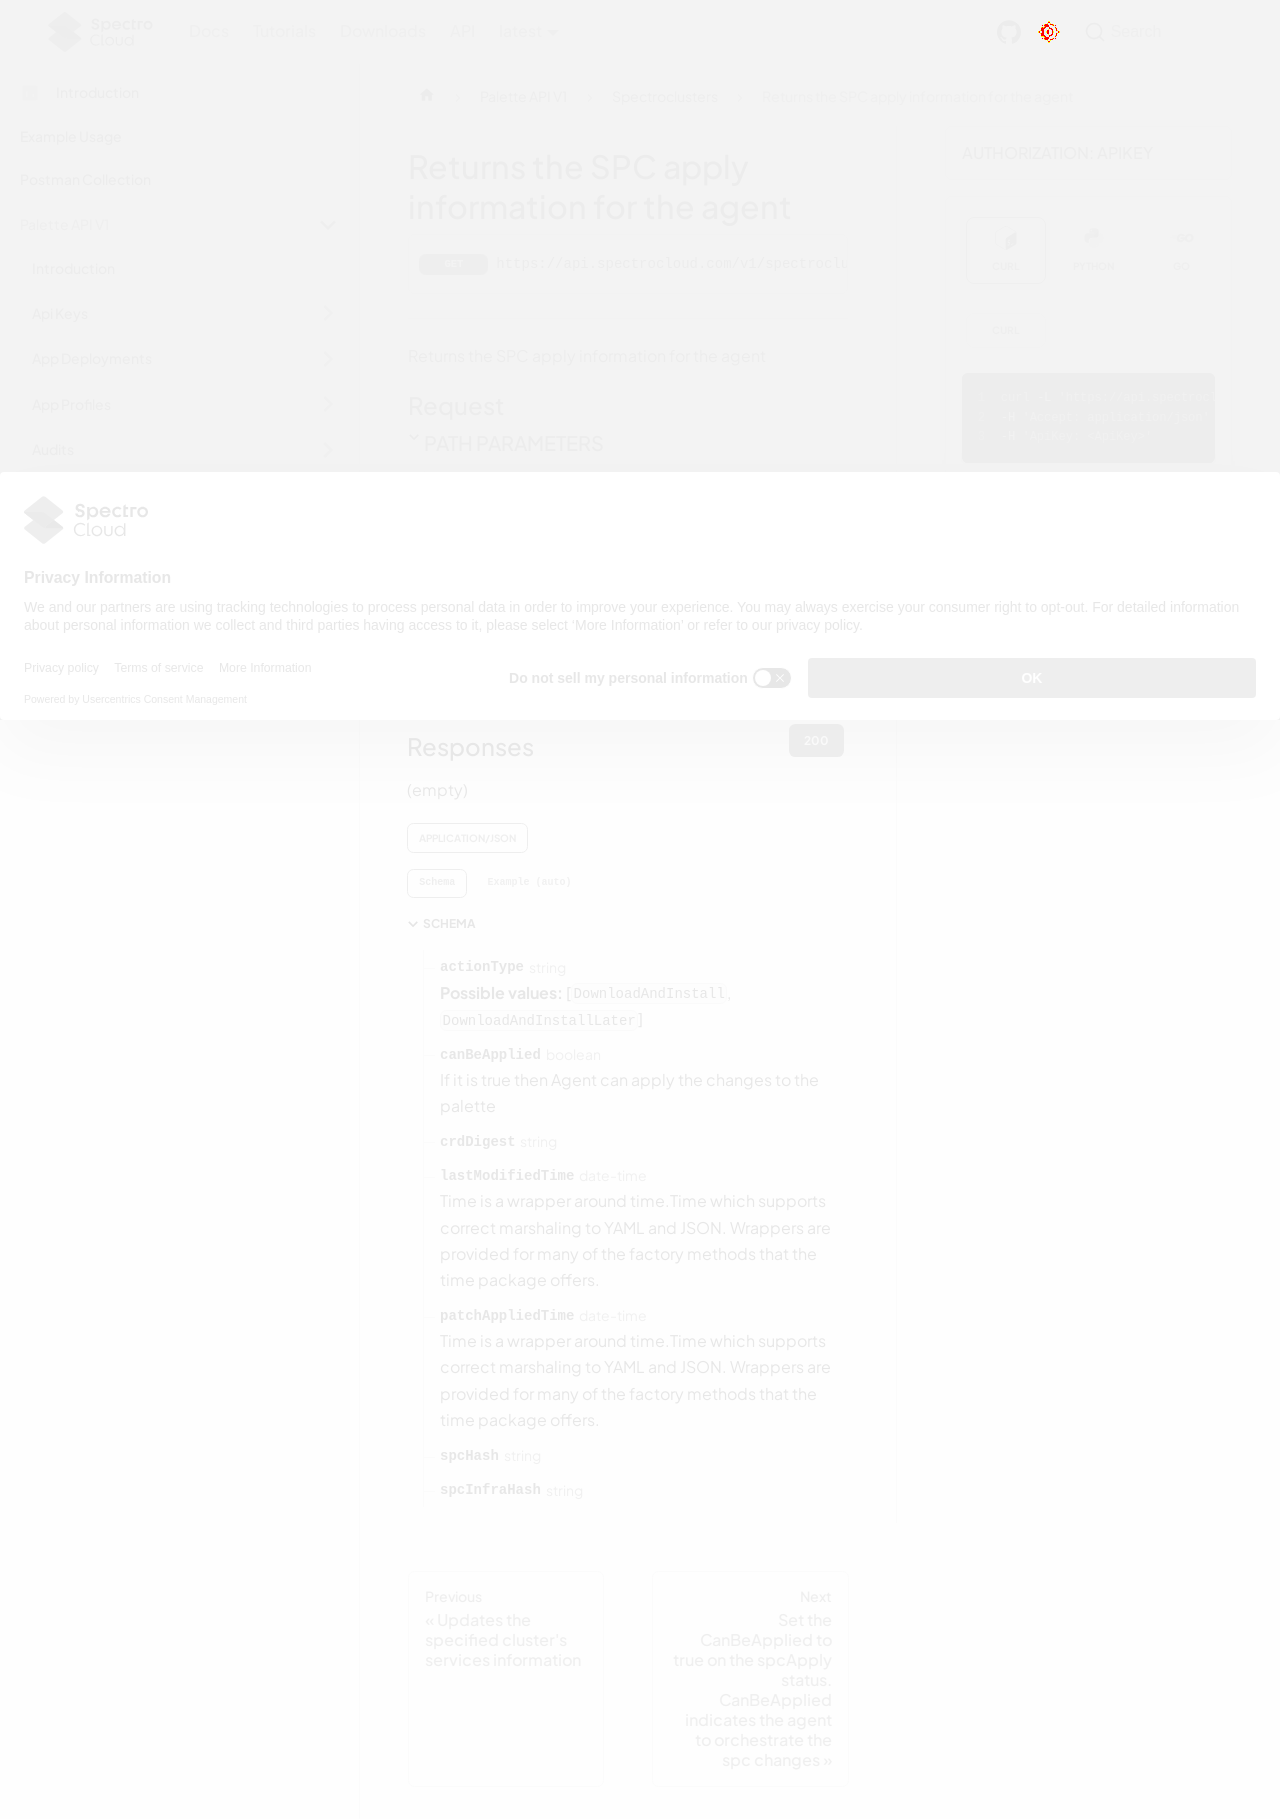 Spectro
Cloud
Docs
Tutorials
Downloads
API
latest
Search
Introduction
Palette API V1
Spectroclusters
Returns the SPC apply information for the agent
Example Usage
Postman Collection
Palette API V1
Introduction
Api Keys
App Deployments
App Profiles
Audits
Returns the SPC apply
information for the agent
AUTHORIZATION: APIKEY
GET
https://api.spectrocloud.com/v1/spectroclu
CURL
PYTHON
GO
CURL
Returns the SPC apply information for the agent
Request
PATH PARAMETERS
Spectro
Cloud
Privacy Information
We and our partners are using tracking technologies to process personal data in order to improve your experience. You may always exercise your consumer right to opt-out. For detailed information
about personal information we collect and third parties having access to it, please select 'More Information' or refer to our privacy policy.
Privacy policy
Terms of service
More Information
Do not sell my personal information
OK
Powered by Usercentrics Consent Management
Responses
200
(empty)
APPLICATION/JSON
Schema
Example (auto)
SCHEMA
actionType string
Possible values: [DownloadAndInstall,
DownloadAndInstallLater]
canBeApplied boolean
If it is true then Agent can apply the changes to the
palette
crdDigest string
lastModifiedTime date-time
Time is a wrapper around time.Time which supports
correct marshaling to YAML and JSON. Wrappers are
provided for many of the factory methods that the
time package offers.
patchAppliedTime date-time
Time is a wrapper around time.Time which supports
correct marshaling to YAML and JSON. Wrappers are
provided for many of the factory methods that the
time package offers.
spcHash string
spcInfraHash string
Previous
« Updates the
specified cluster's
services information
Next
Set the
CanBeApplied to
true on the spcApply
status.
CanBeApplied
indicates the agent
to orchestrate the
spc changes »